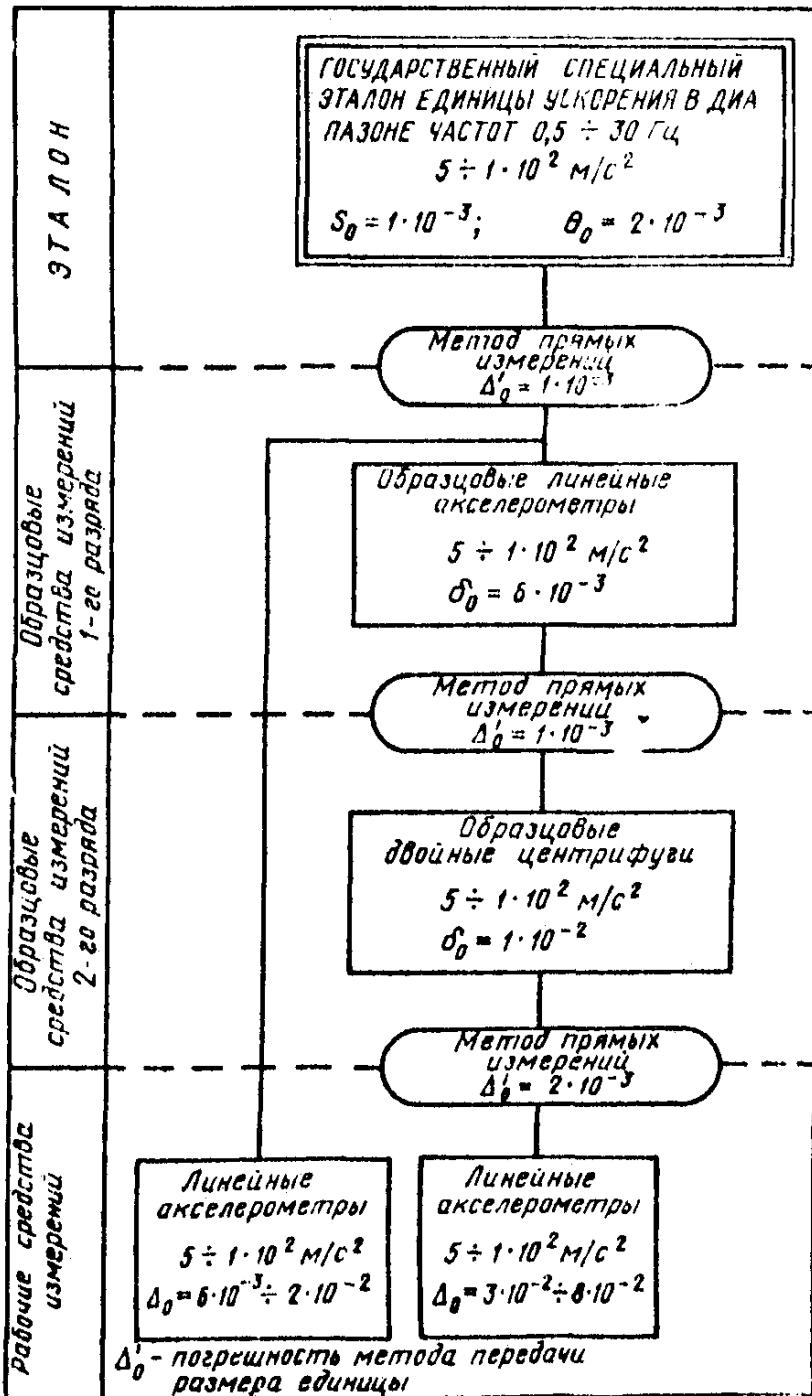 ЭТАЛОН
ГОСУДАРСТВЕННЫЙ СПЕЦИАЛЬНЫЙ
ЭТАЛОН ЕДИНИЦЫ УСКОРЕНИЯ В ДИА
ПАЗОНЕ ЧАСТОТ 0,5 ÷ 30 Гц
5 ÷ 1·10² м/с²
S₀ = 1·10⁻³; θ₀ = 2·10⁻³
Метод прямых
измерений
Δ'₀ = 1·10⁻³
Образцовые
средства измерений
1-го разряда
Образцовые линейные
акселерометры
5 ÷ 1·10² м/с²
δ₀ = 6·10⁻³
Метод прямых
измерений
Δ'₀ = 1·10⁻³
Образцовые
средства измерений
2-го разряда
Образцовые
двойные центрифуги
5 ÷ 1·10² м/с²
δ₀ = 1·10⁻²
Метод прямых
измерений
Δ'₀ = 2·10⁻³
Рабочие средства
измерений
Линейные
акселерометры
5 ÷ 1·10² м/с²
Δ₀ = 6·10⁻³ ÷ 2·10⁻²
Линейные
акселерометры
5 ÷ 1·10² м/с²
Δ₀ = 3·10⁻² ÷ 8·10⁻²
Δ'₀ - погрешность метода передачи
размера единицы